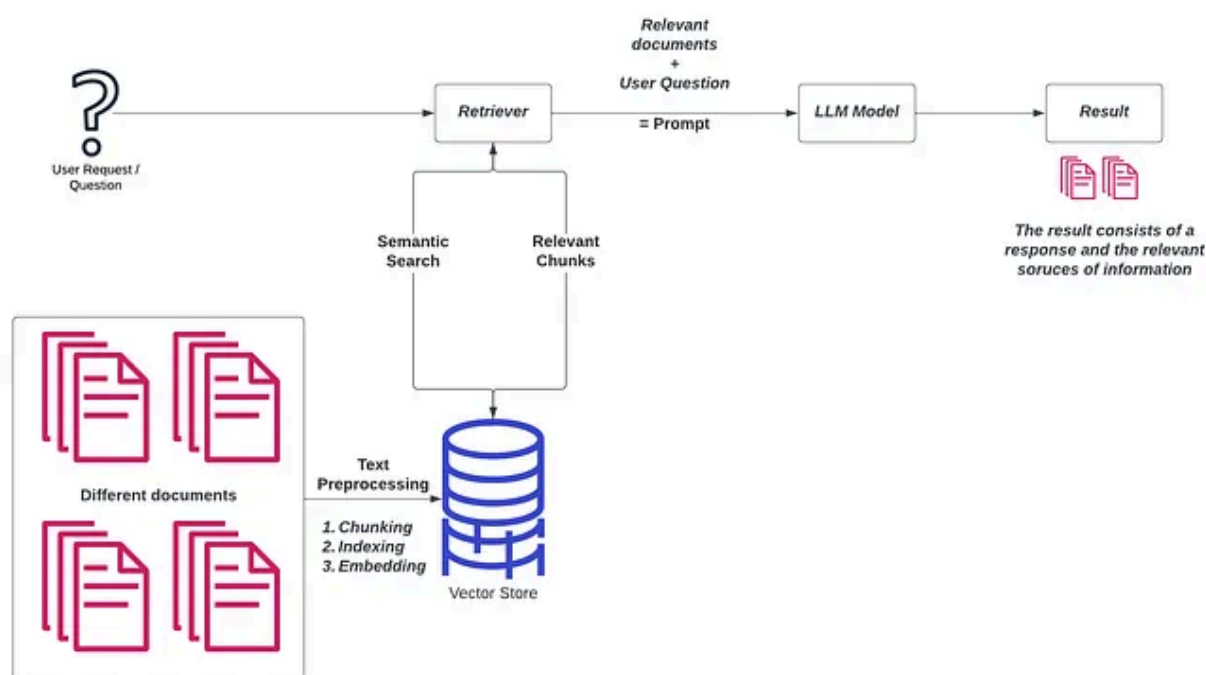 Relevant
documents
+
User Question
= Prompt
Retriever
LLM Model
Result
User Request /
Question
Semantic
Search
Relevant
Chunks
The result consists of a
response and the relevant
soruces of information
Different documents
Text
Preprocessing
1. Chunking
2. Indexing
3. Embedding
Vector Store